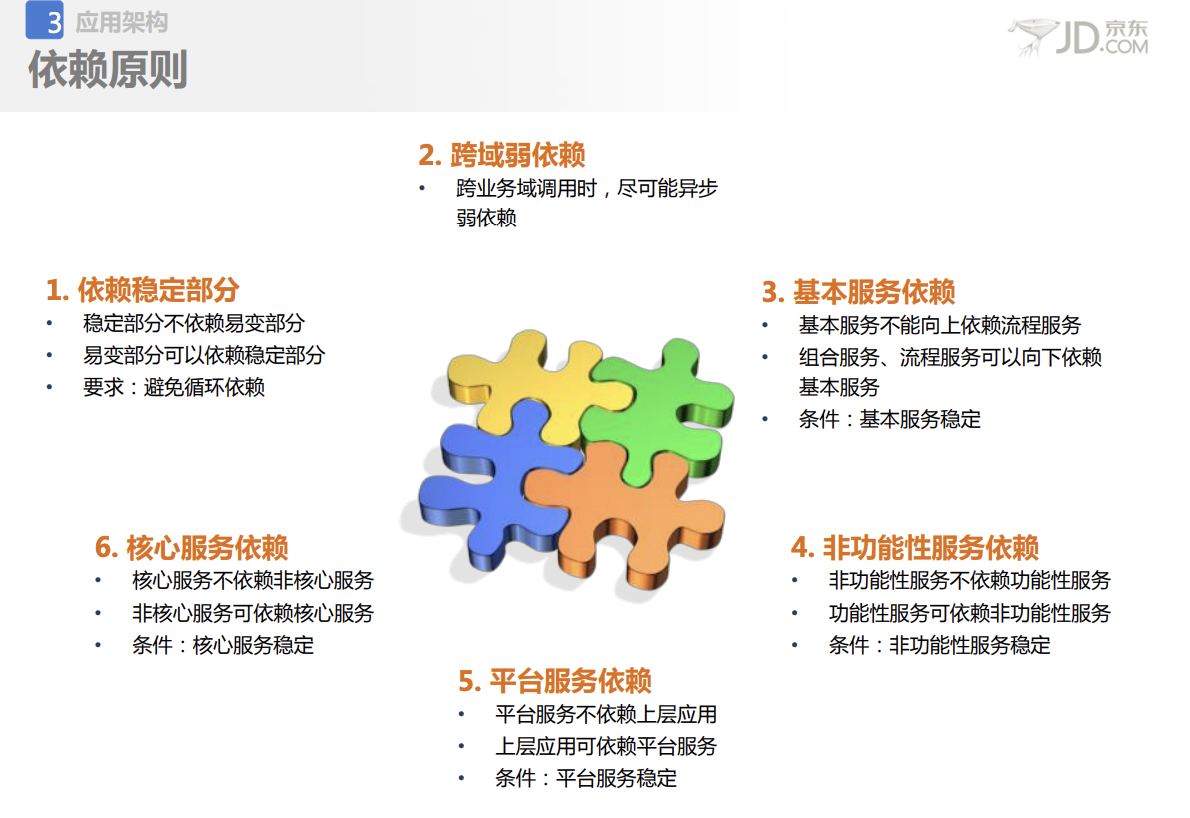 3 应用架构
依赖原则
JD.京东
.COM
2. 跨域弱依赖
• 跨业务域调用时，尽可能异步
弱依赖
1. 依赖稳定部分
• 稳定部分不依赖易变部分
• 易变部分可以依赖稳定部分
• 要求：避免循环依赖
3. 基本服务依赖
• 基本服务不能向上依赖流程服务
• 组合服务、流程服务可以向下依赖
基本服务
• 条件：基本服务稳定
6. 核心服务依赖
• 核心服务不依赖非核心服务
• 非核心服务可依赖核心服务
• 条件：核心服务稳定
4. 非功能性服务依赖
• 非功能性服务不依赖功能性服务
• 功能性服务可依赖非功能性服务
• 条件：非功能性服务稳定
5. 平台服务依赖
• 平台服务不依赖上层应用
• 上层应用可依赖平台服务
• 条件：平台服务稳定